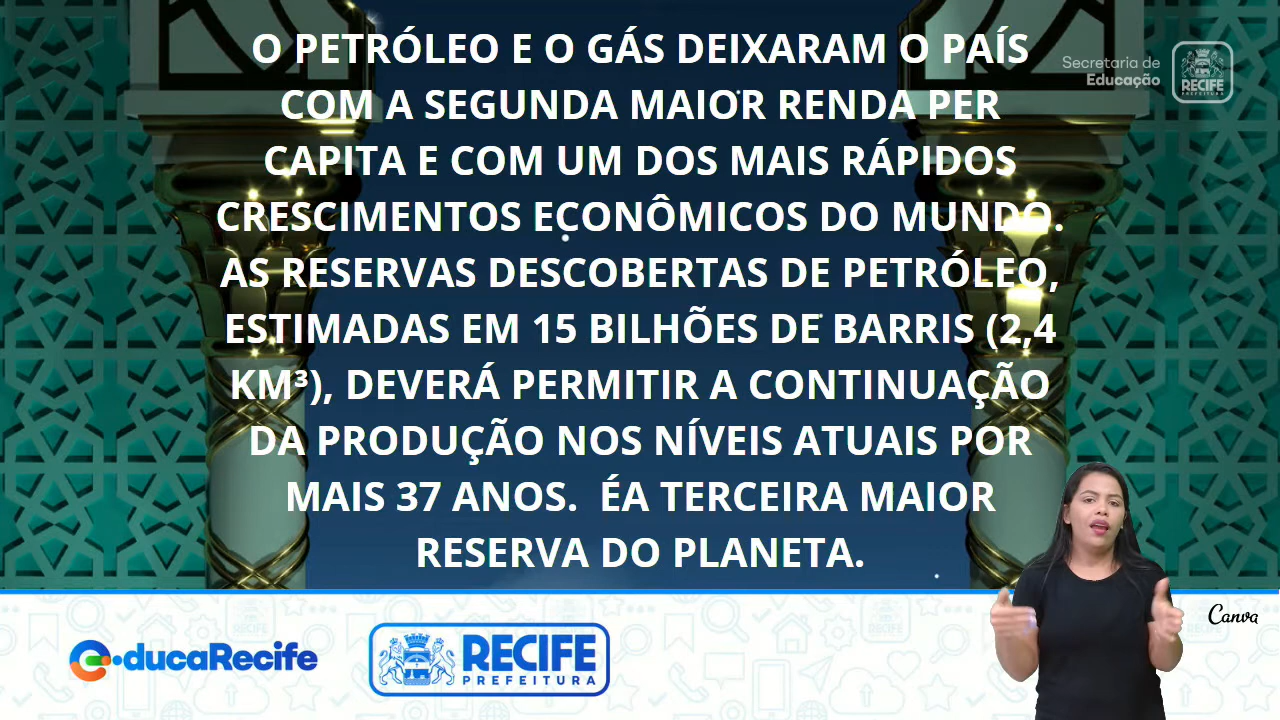 O PETRÓLEO E O GÁS DEIXARAM O PAÍS
COM A SEGUNDA MAIOR RENDA PER
CAPITA E COM UM DOS MAIS RÁPIDOS
CRESCIMENTOS ECONÔMICOS DO MUNDO.
AS RESERVAS DESCOBERTAS DE PETRÓLEO,
ESTIMADAS EM 15 BILHÕES DE BARRIS (2,4
KM³), DEVERÁ PERMITIR A CONTINUAÇÃO
DA PRODUÇÃO NOS NÍVEIS ATUAIS POR
MAIS 37 ANOS.  ÉA TERCEIRA MAIOR
RESERVA DO PLANETA.
Secretaria de
Educação
RECIFE
PREFEITURA
Canva
ducaRecife
RECIFE
PREFEITURA